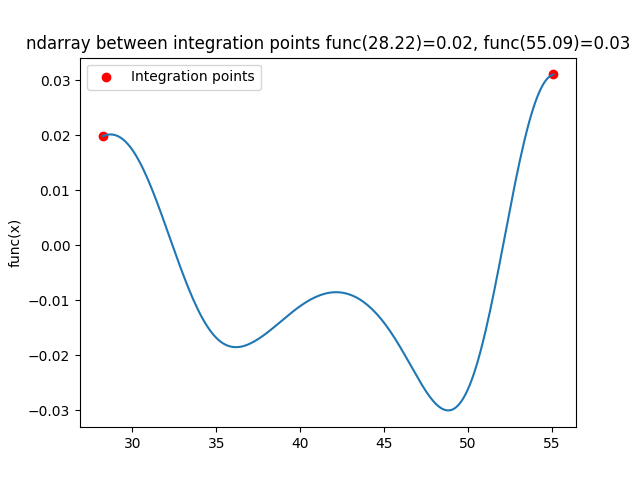 ndarray between integration points func(28.22)=0.02, func(55.09)=0.03
Integration points
func(x)
0.03
0.02
0.01
0.00
−0.01
−0.02
−0.03
30 35 40 45 50 55